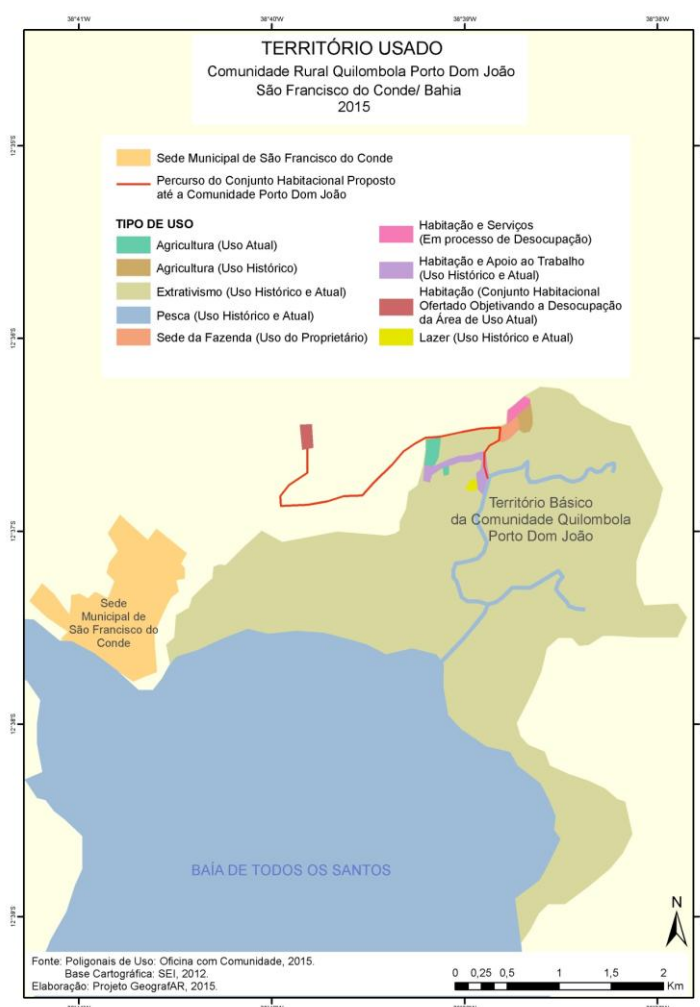 38°41'W 38°40'W 38°39'W 38°38'W
TERRITÓRIO USADO
Comunidade Rural Quilombola Porto Dom João
São Francisco do Conde/ Bahia
2015
Sede Municipal de São Francisco do Conde
Percurso do Conjunto Habitacional Proposto
até a Comunidade Porto Dom João
TIPO DE USO
Agricultura (Uso Atual)
Agricultura (Uso Histórico)
Extrativismo (Uso Histórico e Atual)
Pesca (Uso Histórico e Atual)
Sede da Fazenda (Uso do Proprietário)
Habitação e Serviços
(Em processo de Desocupação)
Habitação e Apoio ao Trabalho
(Uso Histórico e Atual)
Habitação (Conjunto Habitacional
Ofertado Objetivando a Desocupação
da Área de Uso Atual)
Lazer (Uso Histórico e Atual)
Território Básico
da Comunidade Quilombola
Porto Dom João
Sede
Municipal de
São Francisco do
Conde
BAÍA DE TODOS OS SANTOS
N
Fonte: Poligonais de Uso: Oficina com Comunidade, 2015.
Base Cartográfica: SEI, 2012.
Elaboração: Projeto GeografAR, 2015.
0 0,25 0,5 1 1,5 2
Km